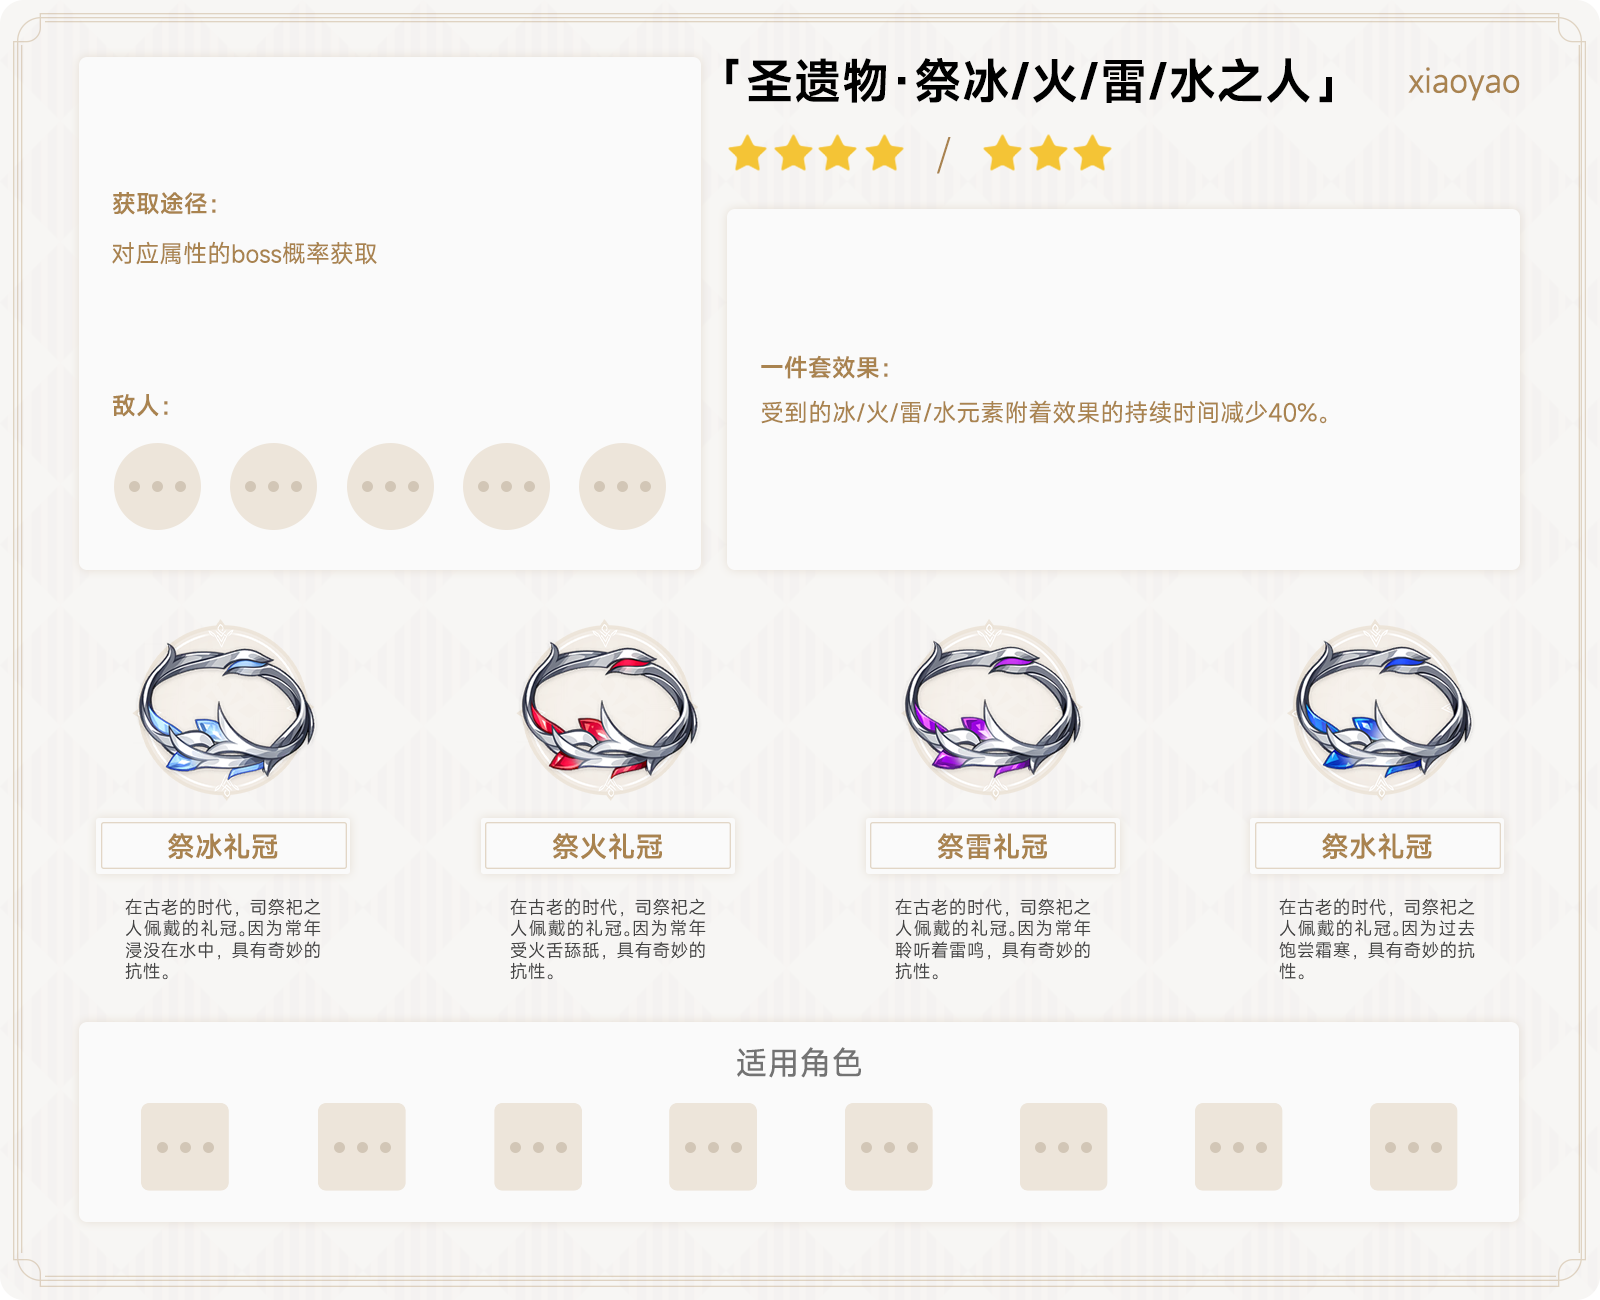 「圣遗物·祭冰/火/雷/水之人」
xiaoyao
/
获取途径：
对应属性的boss概率获取
敌人：
一件套效果：
受到的冰/火/雷/水元素附着效果的持续时间减少40%。
祭冰礼冠
在古老的时代，司祭祀之
人佩戴的礼冠。因为常年
浸没在水中，具有奇妙的
抗性。
祭火礼冠
在古老的时代，司祭祀之
人佩戴的礼冠。因为常年
受火舌舔舐，具有奇妙的
抗性。
祭雷礼冠
在古老的时代，司祭祀之
人佩戴的礼冠。因为常年
聆听着雷鸣，具有奇妙的
抗性。
祭水礼冠
在古老的时代，司祭祀之
人佩戴的礼冠。因为过去
饱尝霜寒，具有奇妙的抗
性。
适用角色